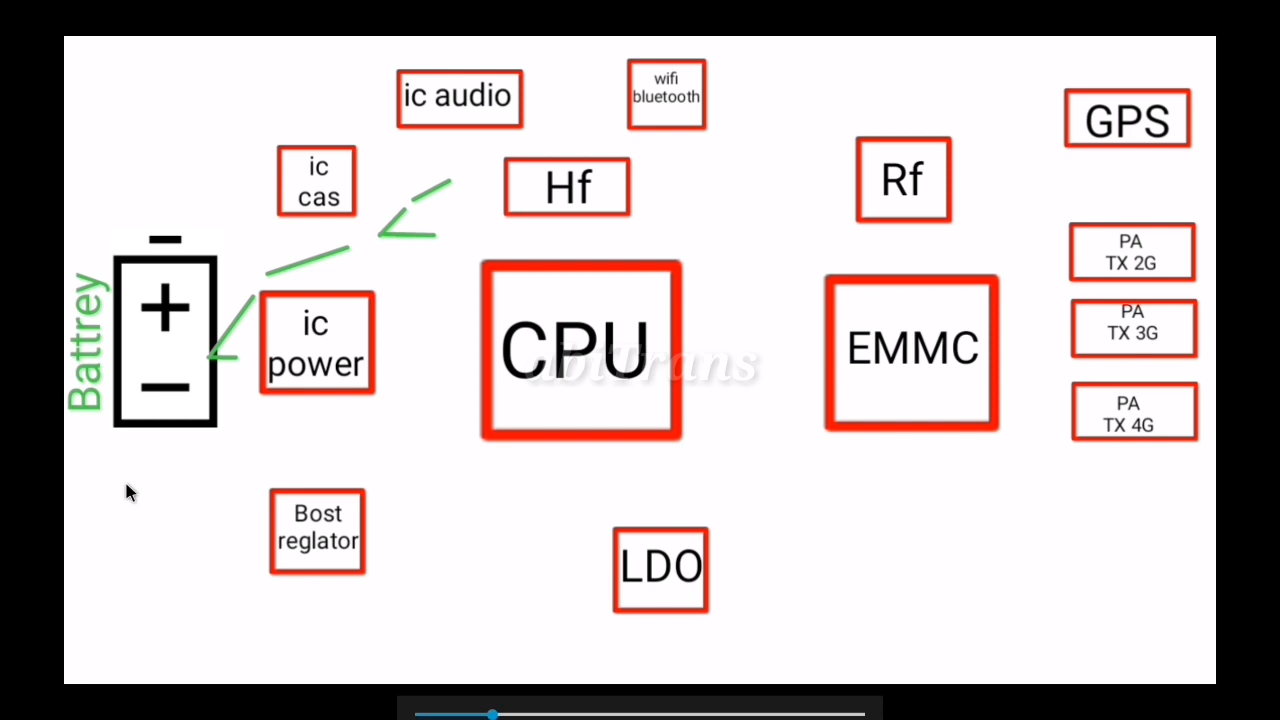 ic audio
wifi
bluetooth
GPS
ic
cas
Hf
Rf
PA
TX 2G
Battrey
+
−
ic
power
CPU
EMMC
PA
TX 3G
abiTrans
PA
TX 4G
Bost
reglator
LDO